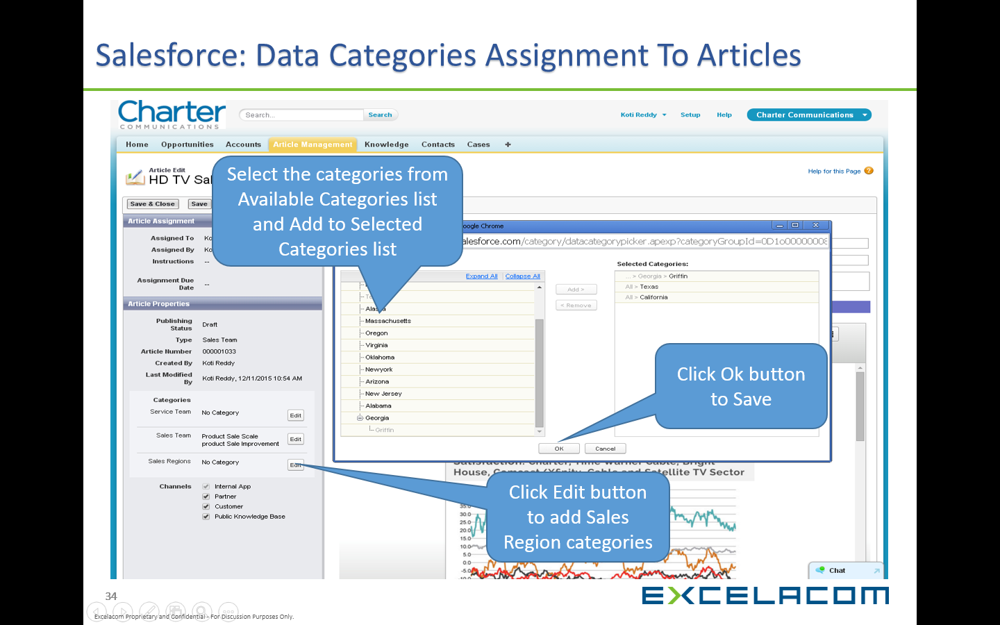 Salesforce: Data Categories Assignment To Articles
Charter
COMMUNICATIONS
Search...
Search
Koti Reddy
Setup
Help
Charter Communications
Home
Opportunities
Accounts
Article Management
Knowledge
Contacts
Cases
Article Edit
HD TV Sal
Help for this Page
Select the categories from
Available Categories list
and Add to Selected
Categories list
Save & Close
Save
Article Assignment
Assigned To Ko
Assigned By Ko
Instructions --
Assignment Due --
Date
Article Properties
Publishing Draft
Status
Type Sales Team
Article Number 000001033
Created By Koti Reddy
Last Modified Koti Reddy, 12/11/2015 10:54 AM
By
Categories
Service Team No Category Edit
Sales Team Product Sale Scale Edit
product Sale Improvement
Sales Regions No Category Edit
Channels Internal App
Partner
Customer
Public Knowledge Base
oogle Chrome
alesforce.com/category/datacategorypicker.apexp?categoryGroupId=0D1o00000008
Expand All Collapse All
Alaska
Massachusetts
Oregon
Virginia
Oklahoma
Newyork
Arizona
New Jersey
Alabama
Georgia
Griffin
Add >
< Remove
Selected Categories:
... > Georgia > Griffin
All > Texas
All > California
OK
Cancel
Click Ok button
to Save
Satisfaction: Charter, Time Warner Cable, Bright
House, Comcast/Xfinity, Cable and Satellite TV Sector
Click Edit button
to add Sales
Region categories
35.0
30.0
25.0
20.0
15.0
10.0
5.0
0.0
-5.0
-10.0
Chat
34
EXCELACOM
Excelacom Proprietary and Confidential - For Discussion Purposes Only.